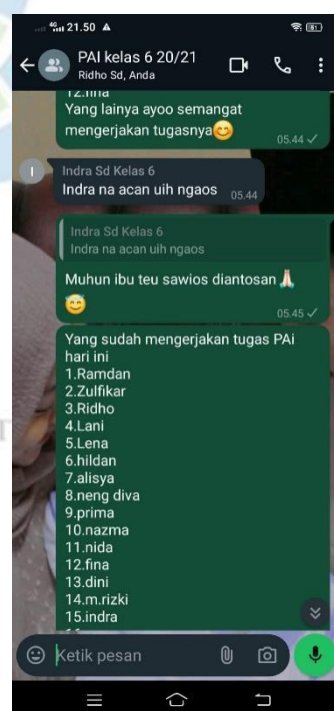 4G 21.50
61
PAI kelas 6 20/21
Ridho Sd, Anda
12.fina
Yang lainya ayoo semangat
mengerjakan tugasnya😊
05.44
I
Indra Sd Kelas 6
Indra na acan uih ngaos
05.44
Indra Sd Kelas 6
Indra na acan uih ngaos
Muhun ibu teu sawios diantosan🙏🏻
😇
05.45
Yang sudah mengerjakan tugas PAi
hari ini
1.Ramdan
2.Zulfikar
3.Ridho
4.Lani
5.Lena
6.hildan
7.alisya
8.neng diva
9.prima
10.nazma
11.nida
12.fina
13.dini
14.m.rizki
15.indra
Ketik pesan